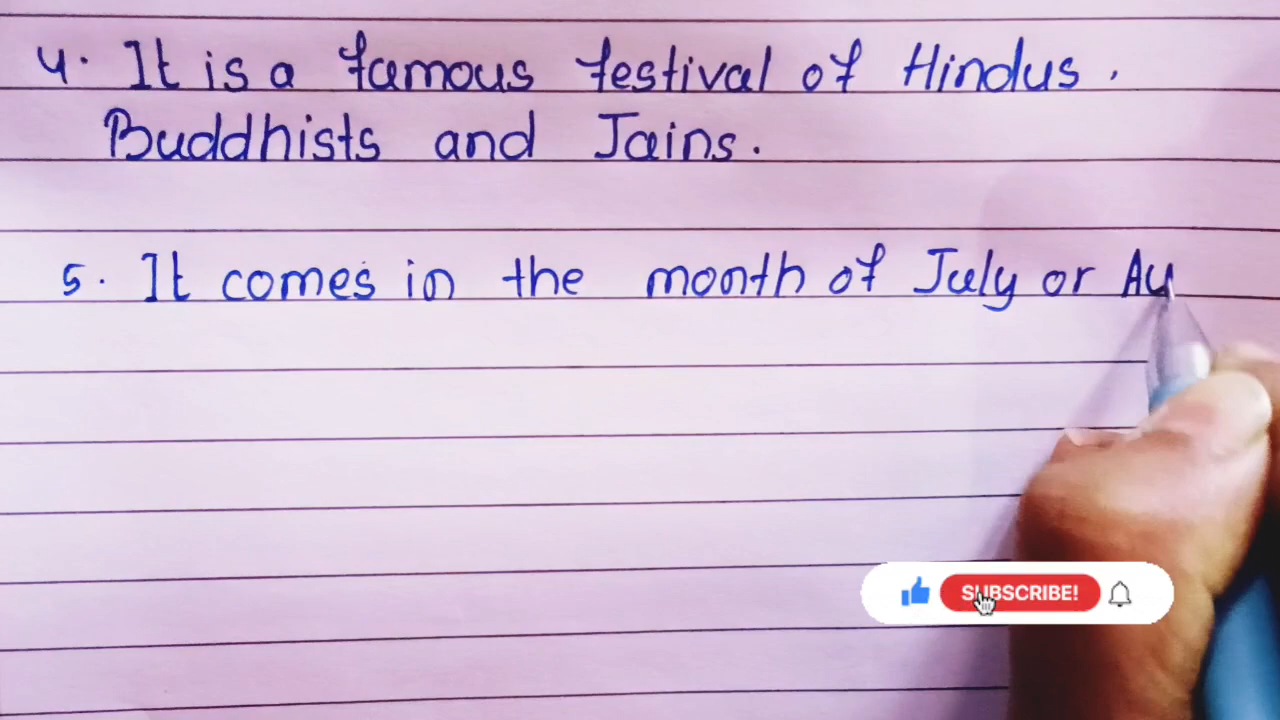 4. It is a famous festival of Hindus.
Buddhists and Jains.
5. It comes in the month of July or Au
SUBSCRIBE!